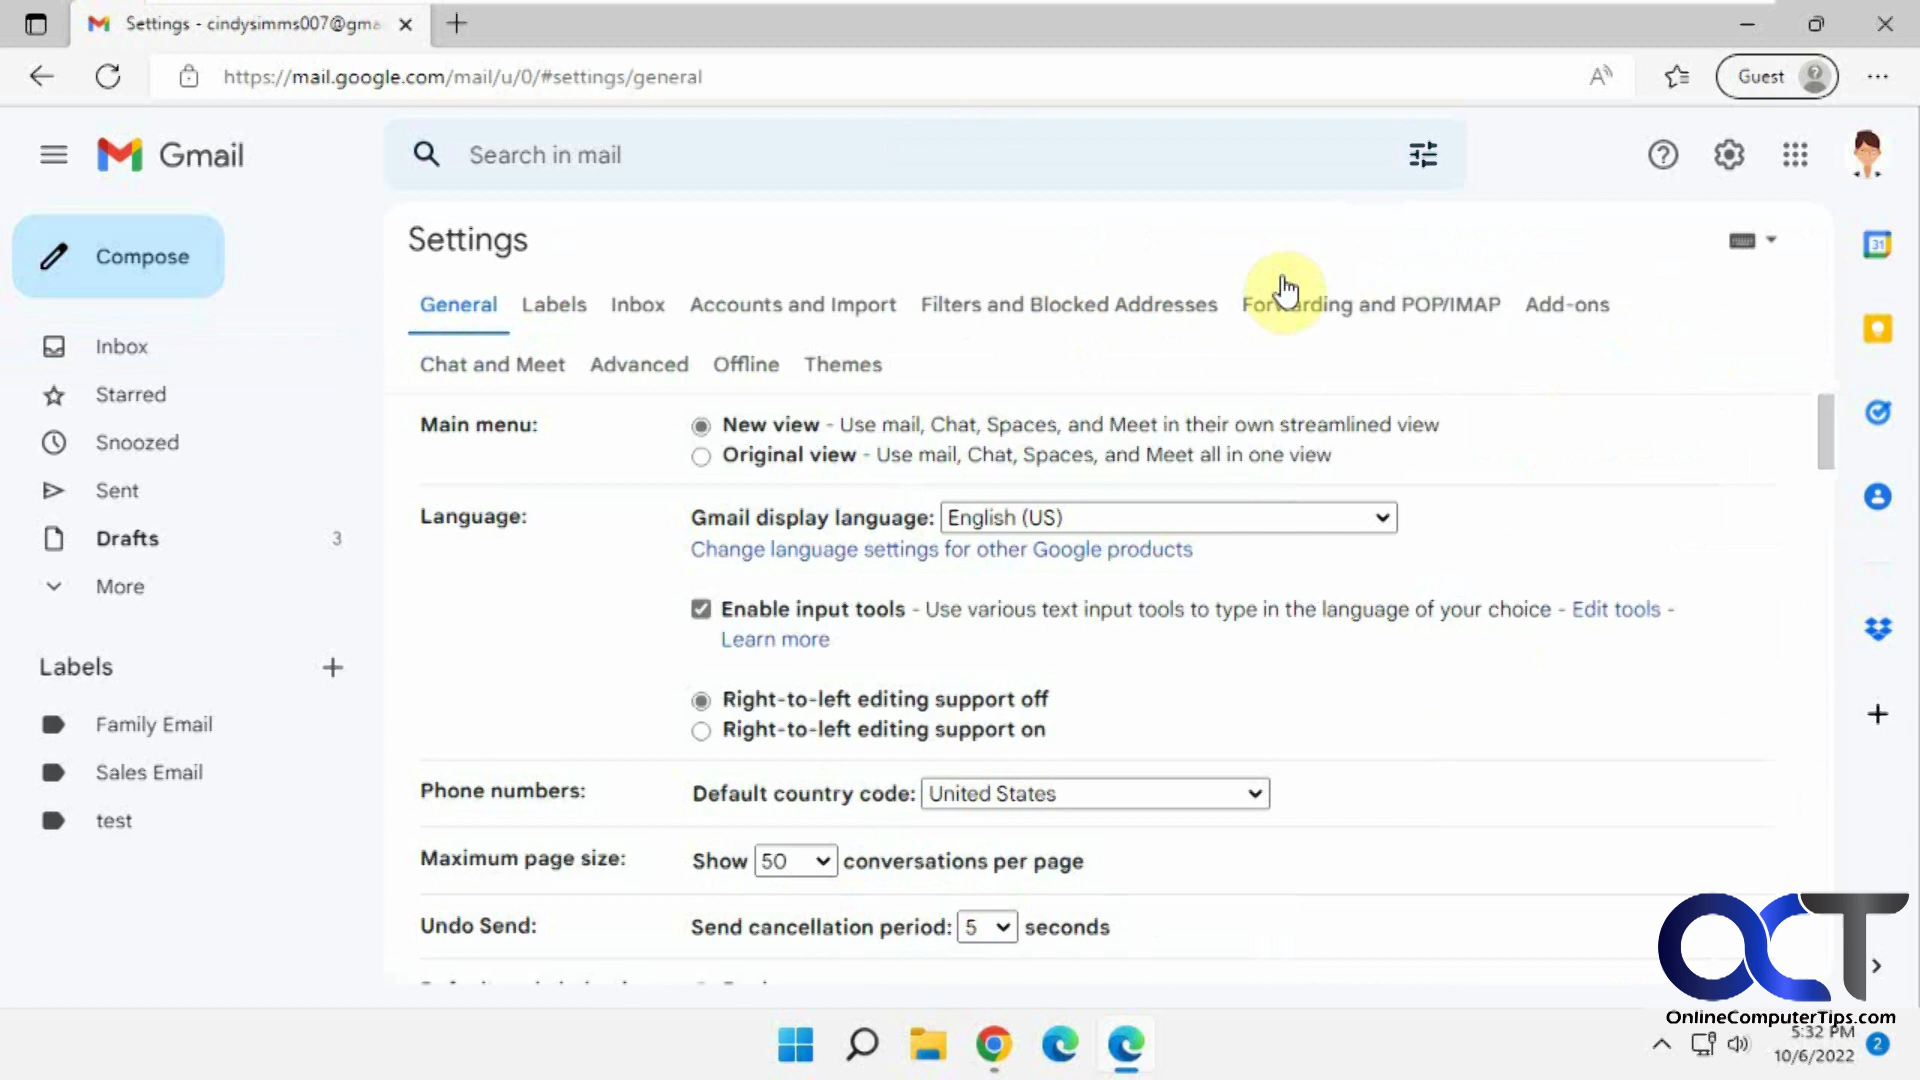 Settings - cindysimms007@gma
https://mail.google.com/mail/u/0/#settings/general
Guest
Gmail
Search in mail
Compose
Inbox
Starred
Snoozed
Sent
Drafts 3
More
Labels
Family Email
Sales Email
test
Settings
General Labels Inbox Accounts and Import Filters and Blocked Addresses Forwarding and POP/IMAP Add-ons
Chat and Meet Advanced Offline Themes
Main menu: New view - Use mail, Chat, Spaces, and Meet in their own streamlined view
Original view - Use mail, Chat, Spaces, and Meet all in one view
Language: Gmail display language: English (US)
Change language settings for other Google products
Enable input tools - Use various text input tools to type in the language of your choice - Edit tools -
Learn more
Right-to-left editing support off
Right-to-left editing support on
Phone numbers: Default country code: United States
Maximum page size: Show 50 conversations per page
Undo Send: Send cancellation period: 5 seconds
31
OCT
OnlineComputerTips.com
5:32 PM
10/6/2022 2